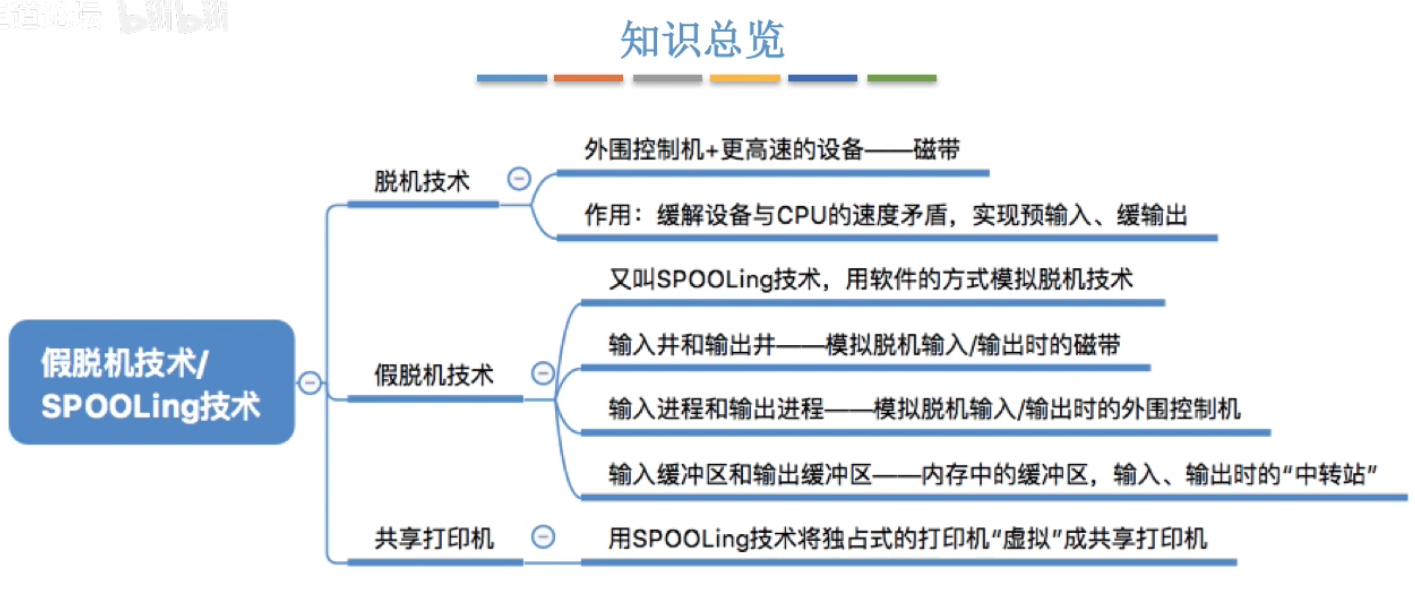 道论坛 bilibili
知识总览
外围控制机+更高速的设备——磁带
脱机技术
作用：缓解设备与CPU的速度矛盾，实现预输入、缓输出
又叫SPOOLing技术，用软件的方式模拟脱机技术
输入井和输出井——模拟脱机输入/输出时的磁带
假脱机技术/
SPOOLing技术
假脱机技术
输入进程和输出进程——模拟脱机输入/输出时的外围控制机
输入缓冲区和输出缓冲区——内存中的缓冲区，输入、输出时的“中转站”
共享打印机
用SPOOLing技术将独占式的打印机“虚拟”成共享打印机